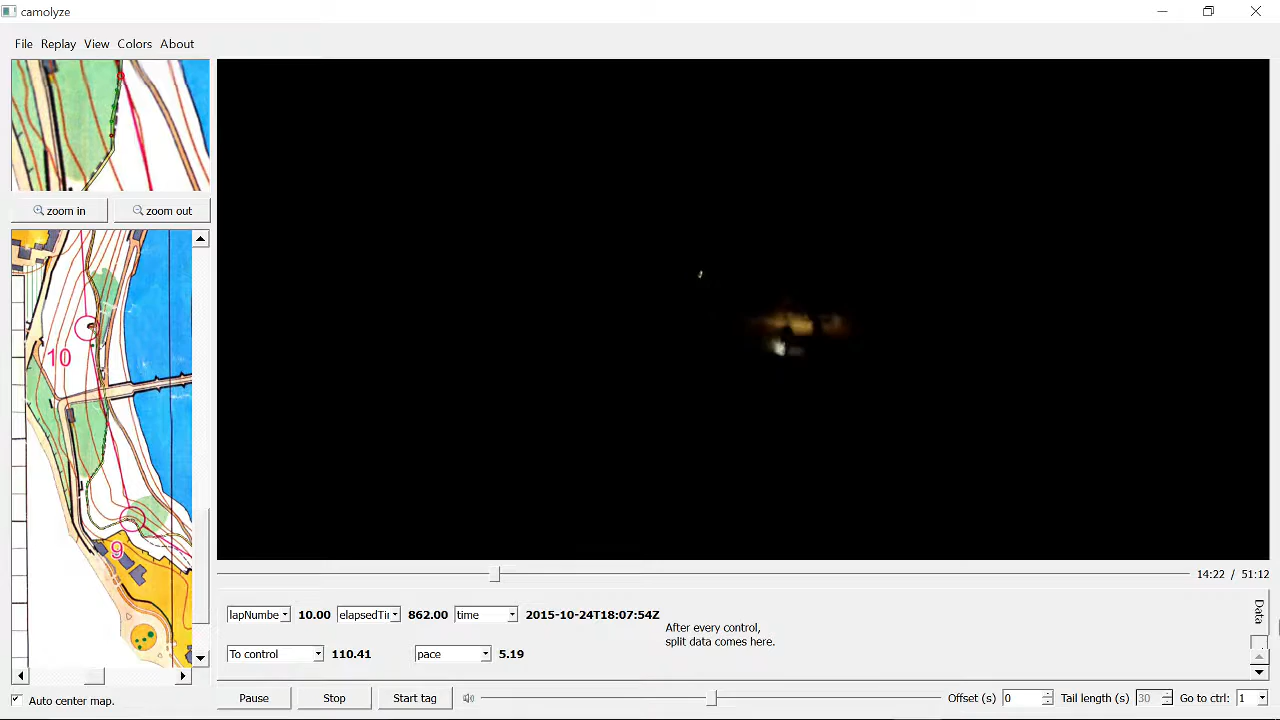 camolyze
File Replay View Colors About
9
zoom in zoom out
10
9
14:22 / 51:12
lapNumbe 10.00 elapsedTi 862.00 time 2015-10-24T18:07:54Z
After every control,
split data comes here.
To control 110.41 pace 5.19
Data
Auto center map.
Pause Stop Start tag Offset (s) 0 Tail length (s) 30 Go to ctrl: 1